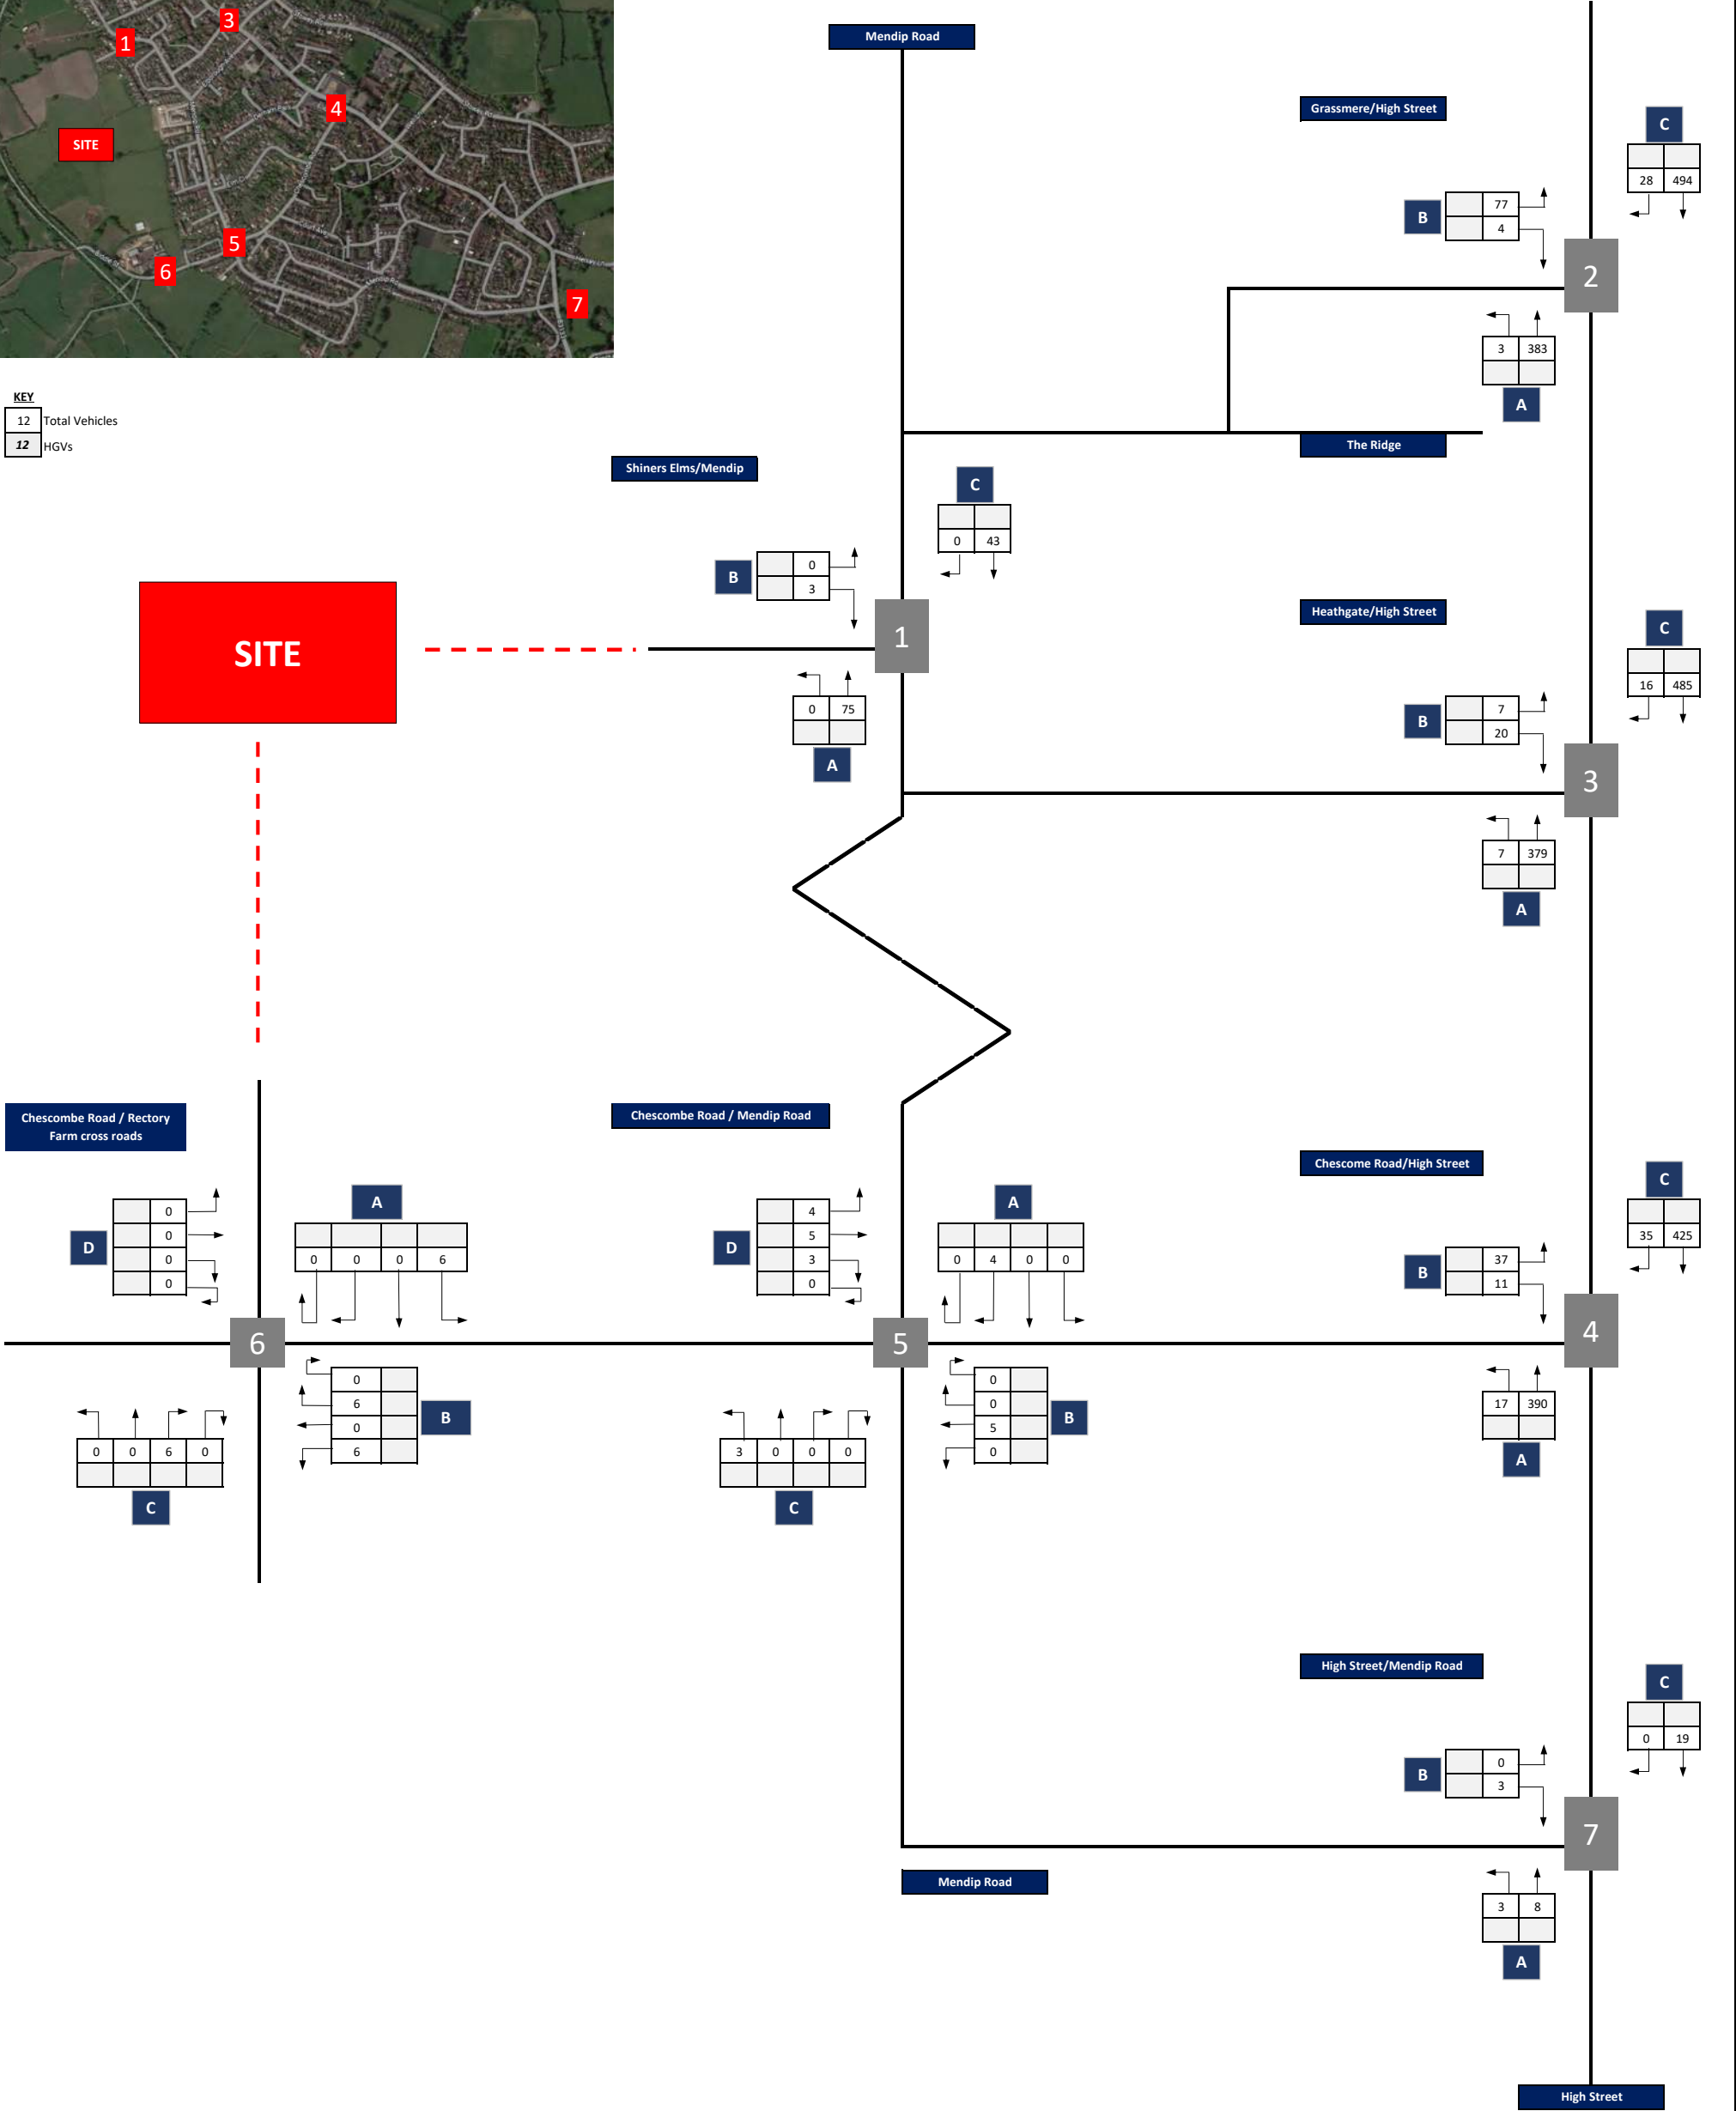 3
1
4
SITE
5
6
7
Mendip Road
Grassmere/High Street
C
28 494
B
77
4
2
3 383
A
KEY
12 Total Vehicles
12 HGVs
The Ridge
Shiners Elms/Mendip
C
0 43
B
0
3
1
SITE
0 75
A
Heathgate/High Street
C
16 485
B
7
20
3
7 379
A
Chescombe Road / Rectory
Farm cross roads
A
0 0 0 6
D
0
0
0
0
6
0
6
0
6
B
0 0 6 0
C
Chescombe Road / Mendip Road
A
0 4 0 0
D
4
5
3
0
5
0
0
5
0
B
3 0 0 0
C
Chescome Road/High Street
C
35 425
B
37
11
4
17 390
A
High Street/Mendip Road
C
0 19
B
0
3
7
Mendip Road
3 8
A
High Street